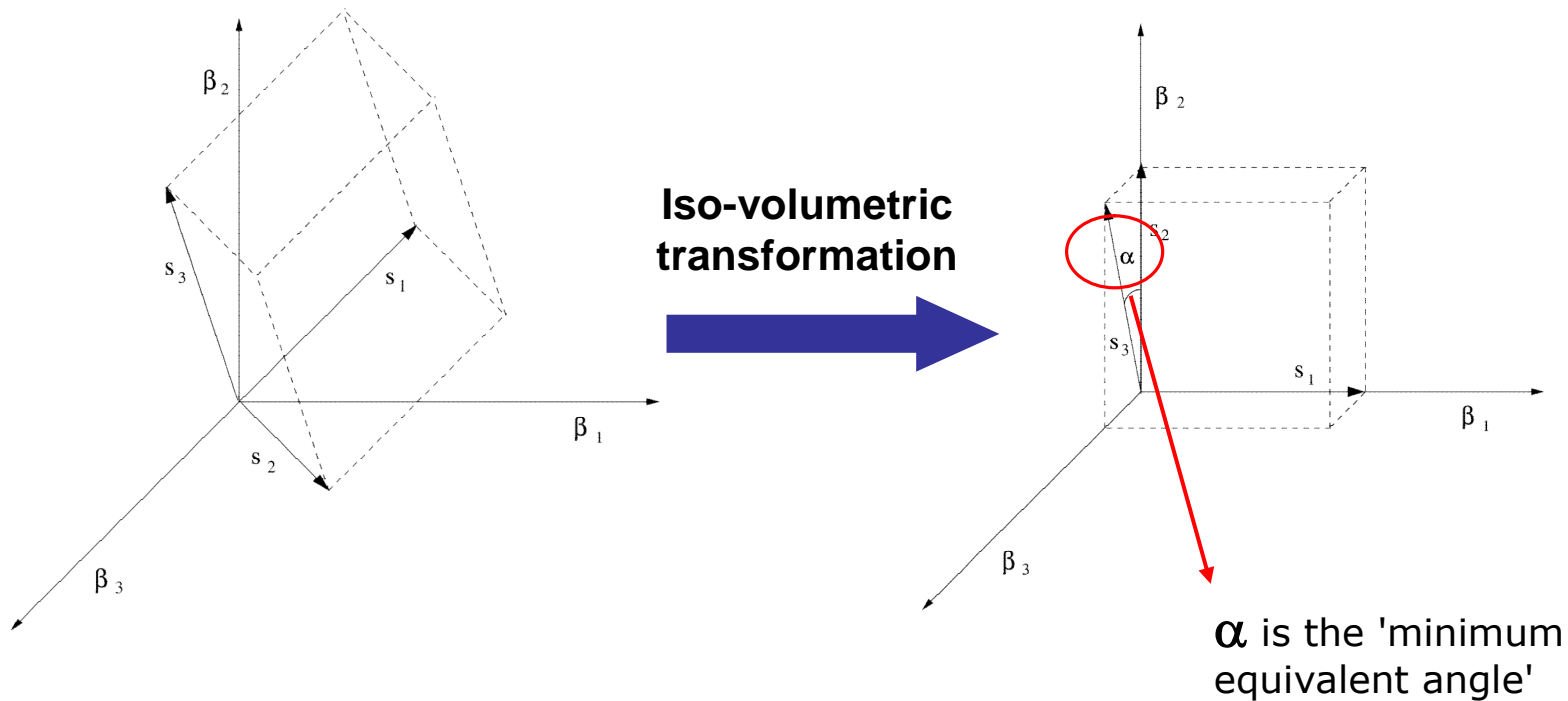 β 2
s 3
s 1
s 2
β 1
β 3
Iso-volumetric
transformation
β 2
s 2
α
s 3
s 1
β 1
β 3
α is the 'minimum
equivalent angle'